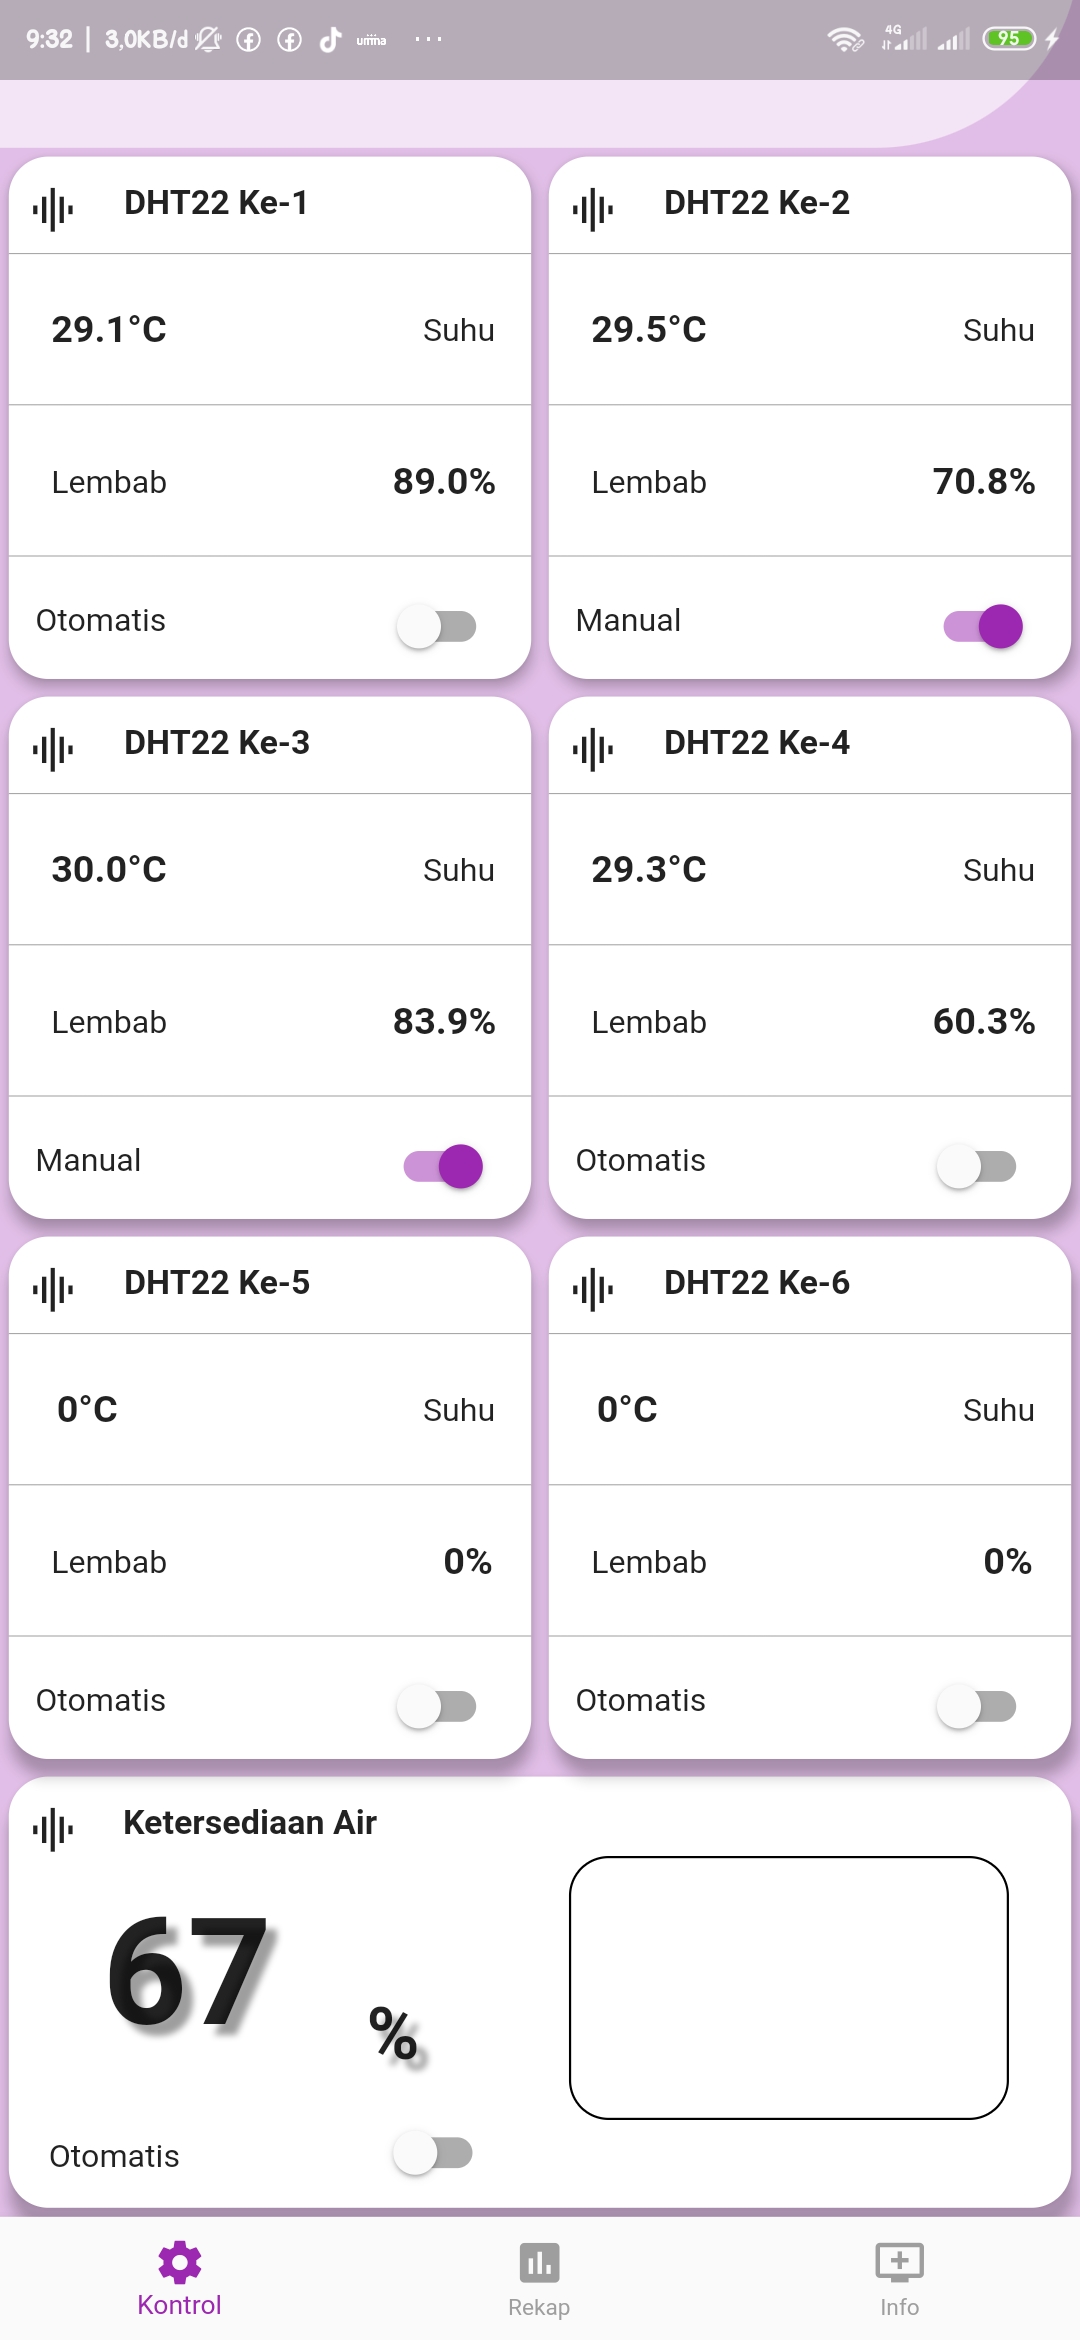 9:32 | 3,0KB/d
4G
95
DHT22 Ke-1
29.1°C Suhu
Lembab 89.0%
Otomatis
DHT22 Ke-2
29.5°C Suhu
Lembab 70.8%
Manual
DHT22 Ke-3
30.0°C Suhu
Lembab 83.9%
Manual
DHT22 Ke-4
29.3°C Suhu
Lembab 60.3%
Otomatis
DHT22 Ke-5
0°C Suhu
Lembab 0%
Otomatis
DHT22 Ke-6
0°C Suhu
Lembab 0%
Otomatis
Ketersediaan Air
67 %
Otomatis
Kontrol Rekap Info